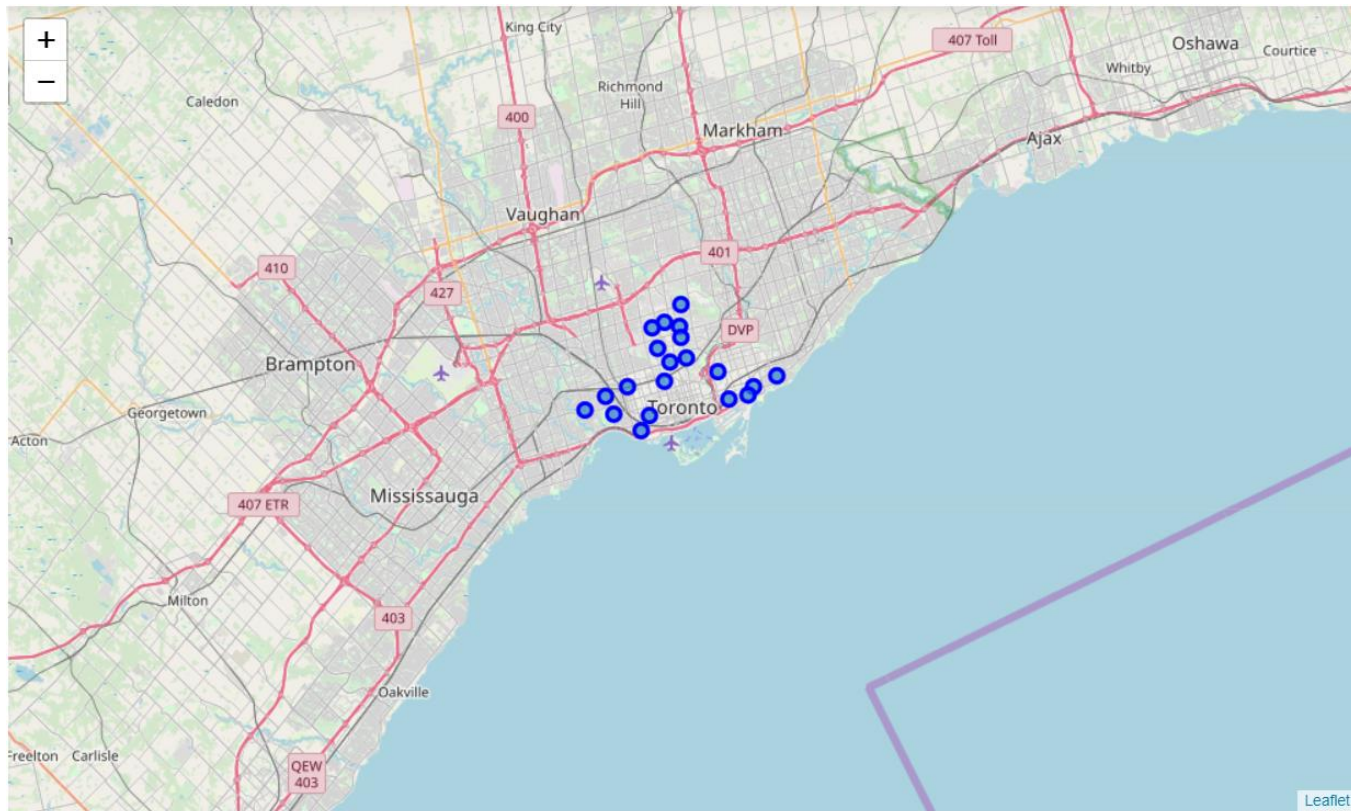 +
−
King City
407 Toll
Oshawa
Courtice
Whitby
Richmond
Hill
Caledon
400
Markham
Ajax
Vaughan
401
410
427
DVP
Brampton
Toronto
Georgetown
Acton
Mississauga
407 ETR
Milton
403
Oakville
Freelton
Carlisle
QEW
403
Leaflet